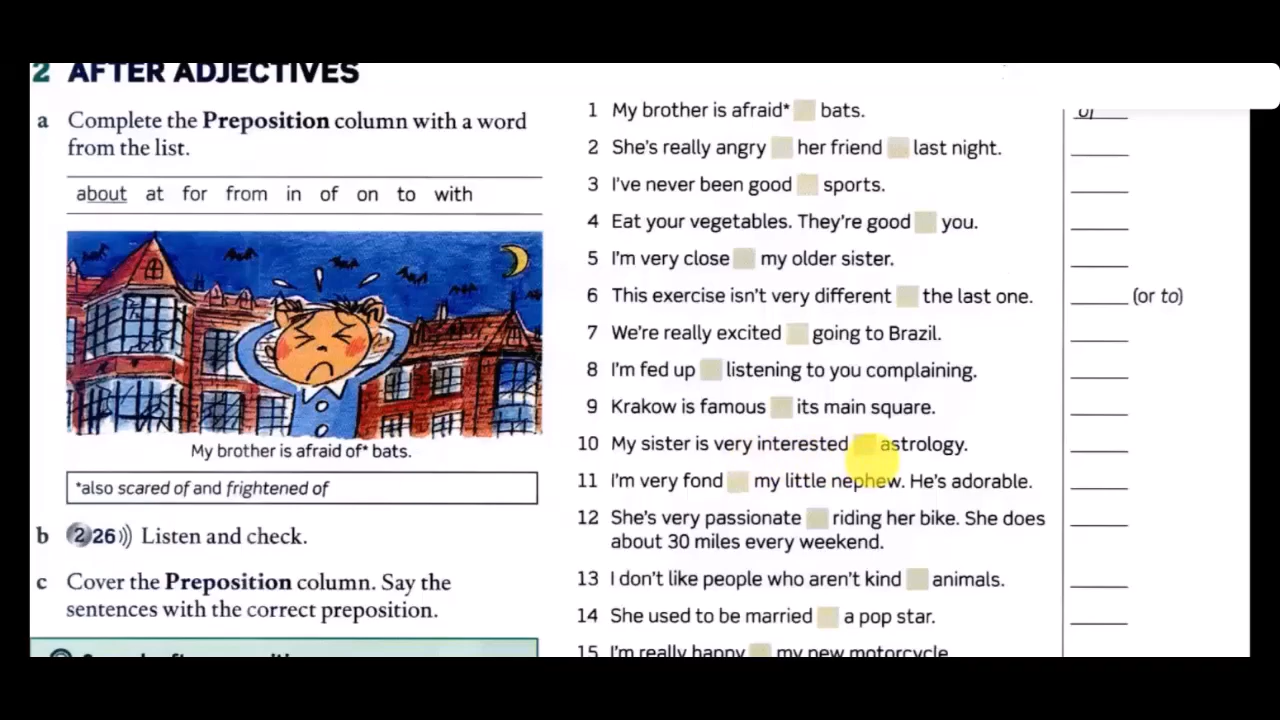 2 AFTER ADJECTIVES
a Complete the Preposition column with a word
from the list.
about at for from in of on to with
My brother is afraid of* bats.
*also scared of and frightened of
b 2 26 Listen and check.
c Cover the Preposition column. Say the
sentences with the correct preposition.
1 My brother is afraid* bats.
of
2 She's really angry her friend last night.
3 I've never been good sports.
4 Eat your vegetables. They're good you.
5 I'm very close my older sister.
6 This exercise isn't very different the last one.
(or to)
7 We're really excited going to Brazil.
8 I'm fed up listening to you complaining.
9 Krakow is famous its main square.
10 My sister is very interested astrology.
11 I'm very fond my little nephew. He's adorable.
12 She's very passionate riding her bike. She does
about 30 miles every weekend.
13 I don't like people who aren't kind animals.
14 She used to be married a pop star.
15 I'm really happy my new motorcycle